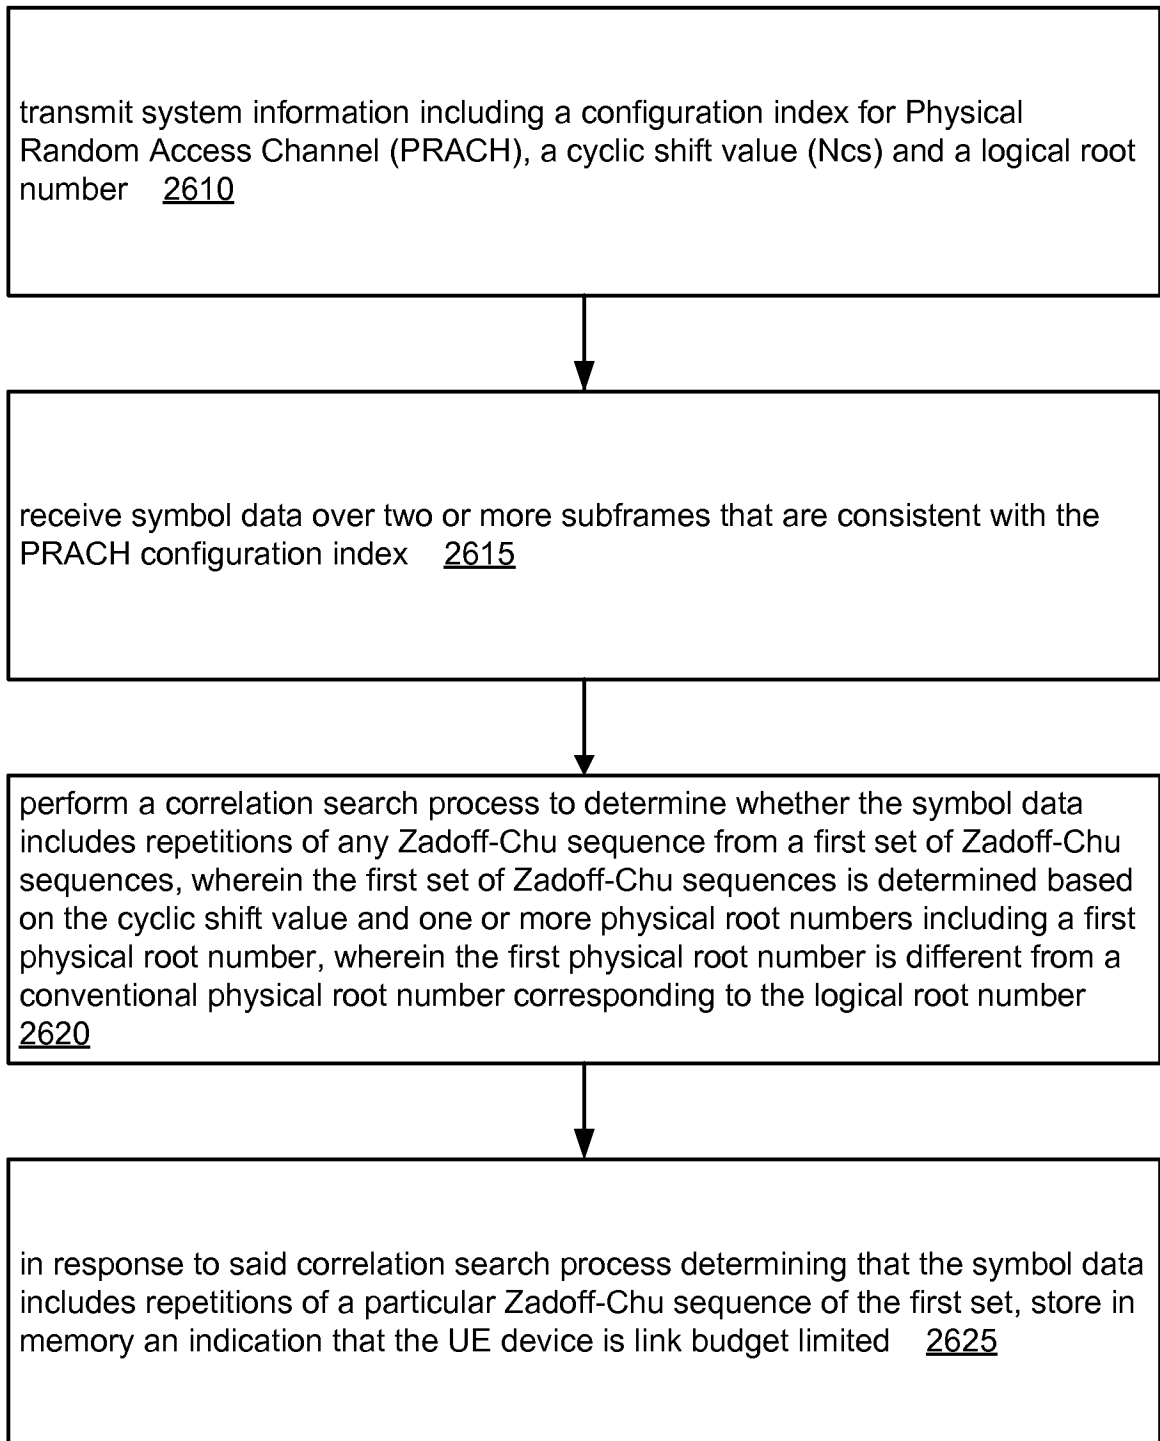 transmit system information including a configuration index for Physical
Random Access Channel (PRACH), a cyclic shift value (Ncs) and a logical root
number 2610
receive symbol data over two or more subframes that are consistent with the
PRACH configuration index 2615
perform a correlation search process to determine whether the symbol data
includes repetitions of any Zadoff-Chu sequence from a first set of Zadoff-Chu
sequences, wherein the first set of Zadoff-Chu sequences is determined based
on the cyclic shift value and one or more physical root numbers including a first
physical root number, wherein the first physical root number is different from a
conventional physical root number corresponding to the logical root number
2620
in response to said correlation search process determining that the symbol data
includes repetitions of a particular Zadoff-Chu sequence of the first set, store in
memory an indication that the UE device is link budget limited 2625